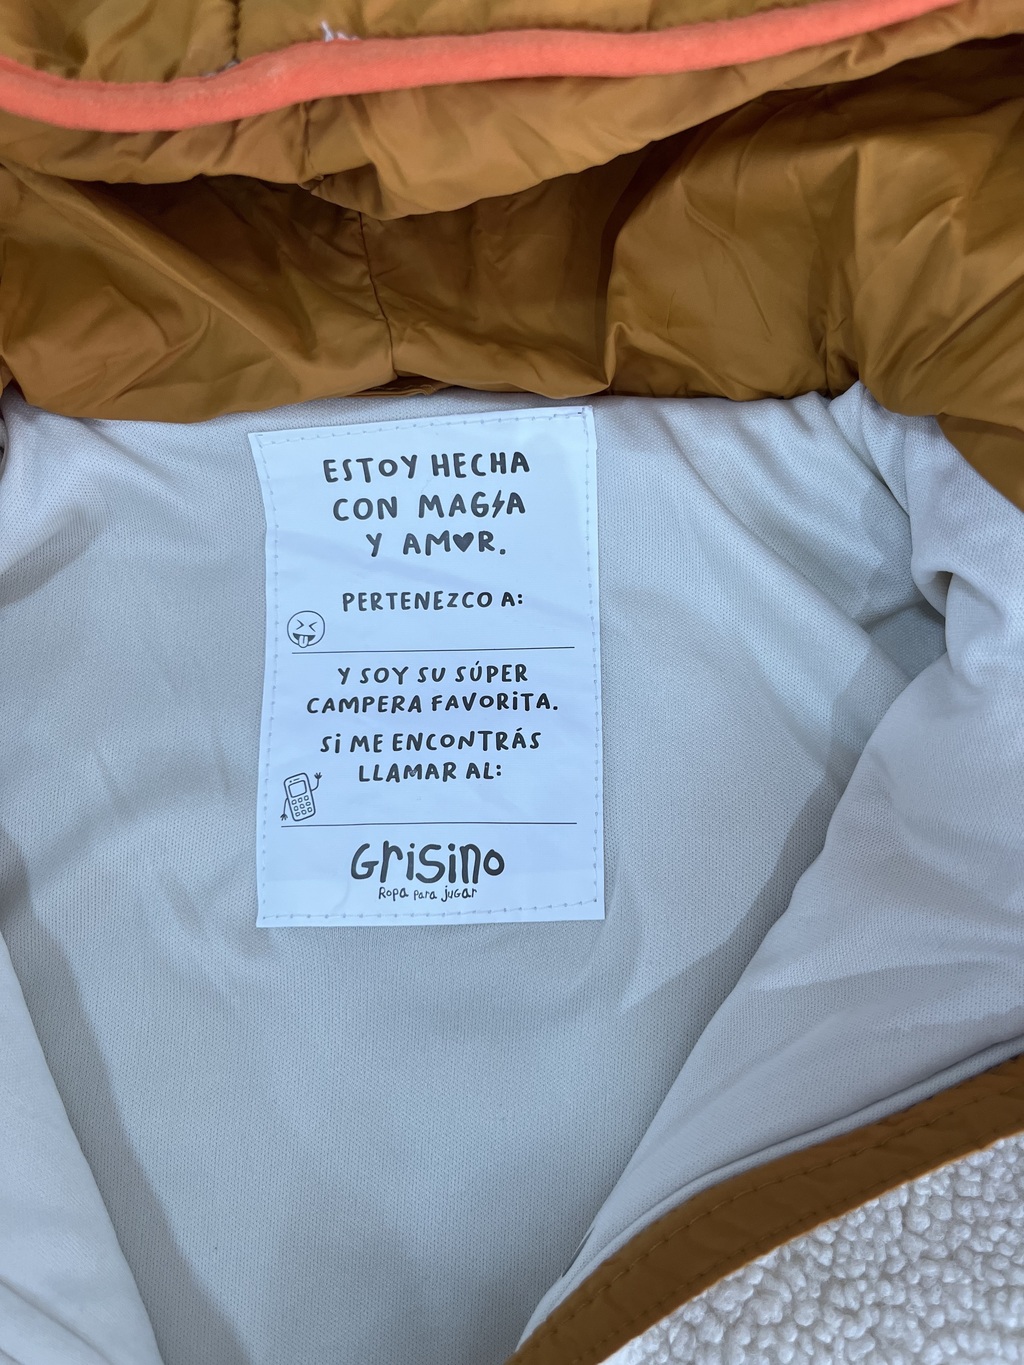 ESTOY HECHA
CON MAGIA
Y AMOR.
PERTENEZCO A:
Y SOY SU SÚPER
CAMPERA FAVORITA.
SI ME ENCONTRÁS
LLAMAR AL:
Grisino
Ropa para jugar